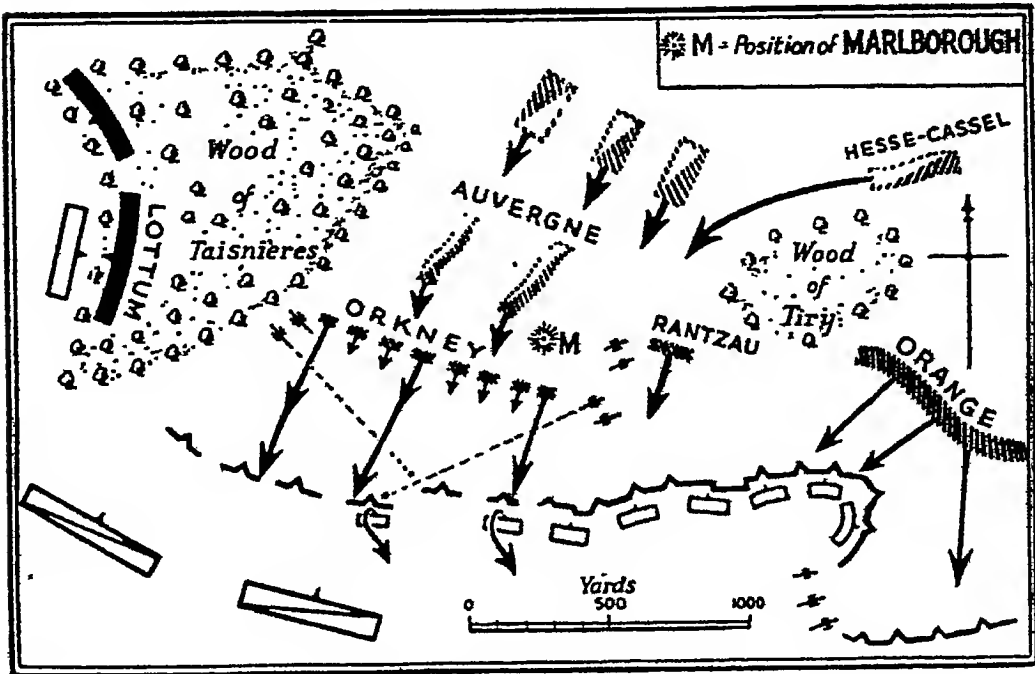 M = Position of MARLBOROUGH
HESSE-CASSEL
Wood
of
Taisnières
LOTTUM
AUVERGNE
Wood
of
Tiry
ORKNEY
M
RANTZAU
ORANGE
Yards
0 500 1000